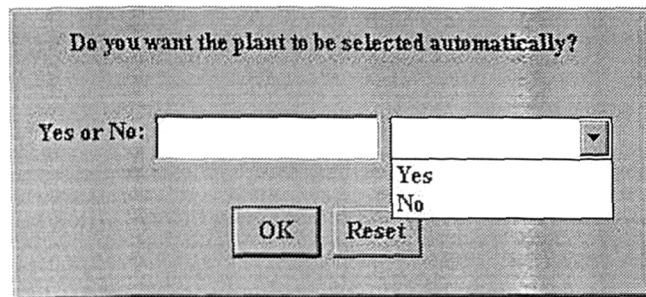 Do you want the plant to be selected automatically?
Yes or No:
Yes
No
OK Reset